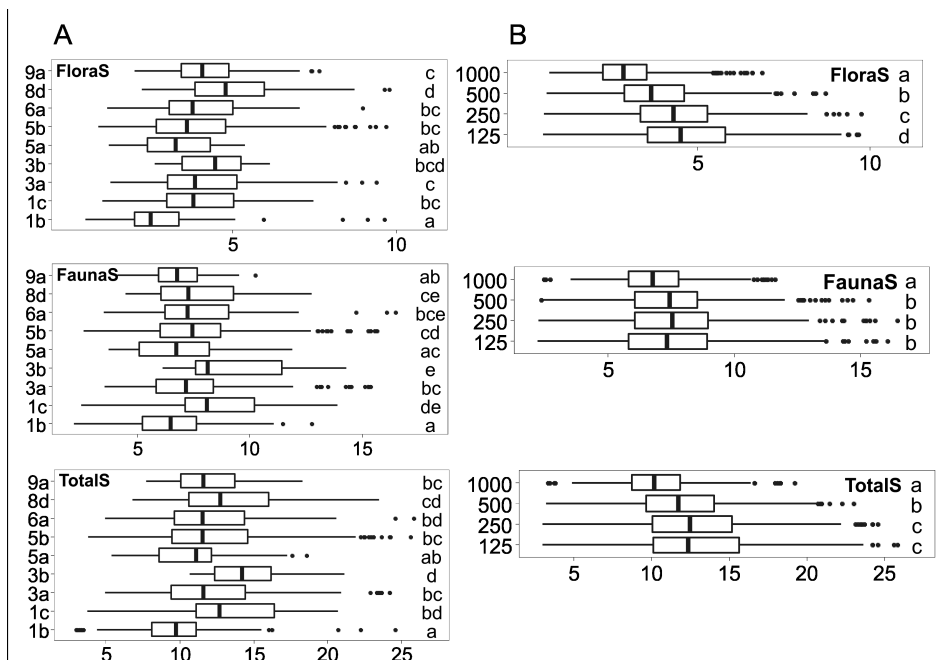 A
9a FloraS c
8d d
6a bc
5b bc
5a ab
3b bcd
3a c
1c bc
1b a
5 10
9a FaunaS ab
8d ce
6a bce
5b cd
5a ac
3b e
3a bc
1c de
1b a
5 10 15
9a TotalS bc
8d cd
6a bd
5b bc
5a ab
3b d
3a bc
1c bd
1b a
5 10 15 20 25
B
1000 FloraS a
500 b
250 c
125 d
5 10
1000 FaunaS a
500 b
250 b
125 b
5 10 15
1000 TotalS a
500 b
250 c
125 c
5 10 15 20 25